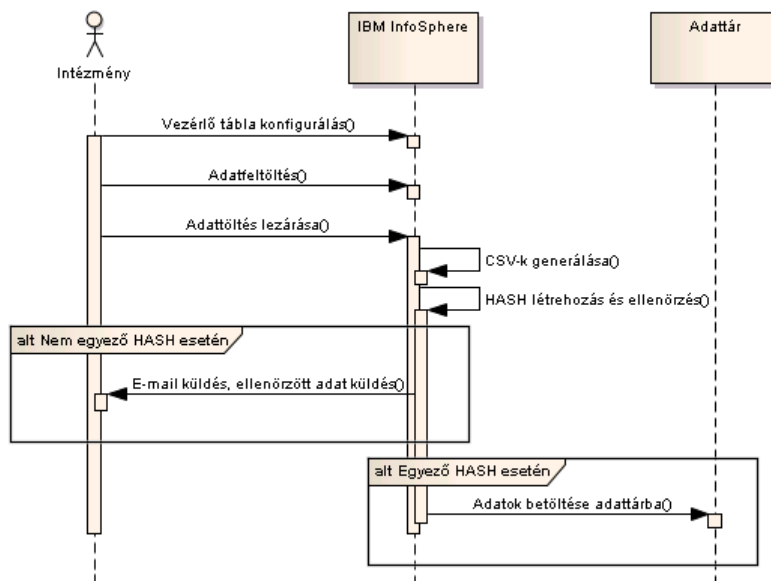 IBM InfoSphere
Adattár
Intézmény
Vezérlő tábla konfigurálás()
Adatfeltöltés()
Adattöltés lezárása()
CSV-k generálása()
HASH létrehozás és ellenőrzés()
alt Nem egyező HASH esetén
E-mail küldés, ellenőrzött adat küldés()
alt Egyező HASH esetén
Adatok betöltése adattárba()